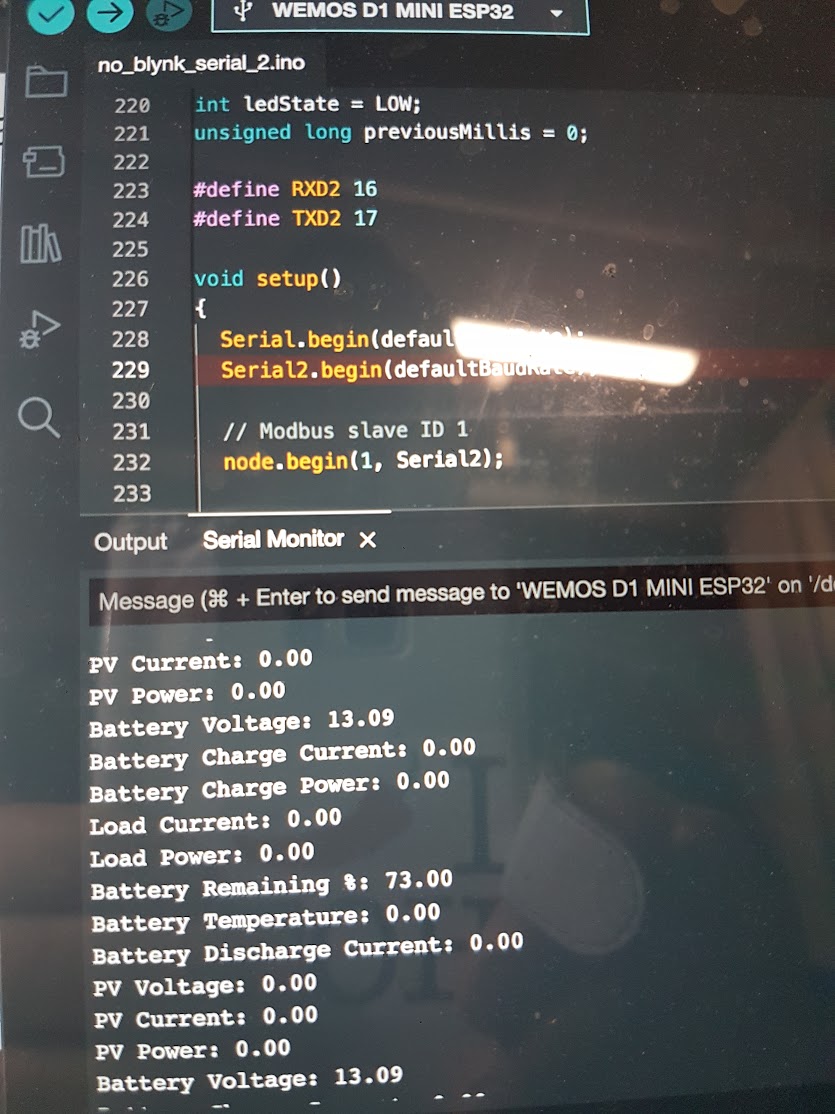 WEMOS D1 MINI ESP32
no_blynk_serial_2.ino
220 int ledState = LOW;
221 unsigned long previousMillis = 0;
222
223 #define RXD2 16
224 #define TXD2 17
225
226 void setup()
227 {
228 Serial.begin(
229 Serial2.begin(defaultBaudRate
230
231 // Modbus slave ID 1
232 node.begin(1, Serial2);
233
Output Serial Monitor ×
Message (⌘ + Enter to send message to 'WEMOS D1 MINI ESP32' on
PV Current: 0.00
PV Power: 0.00
Battery Voltage: 13.09
Battery Charge Current: 0.00
Battery Charge Power: 0.00
Load Current: 0.00
Load Power: 0.00
Battery Remaining %: 73.00
Battery Temperature: 0.00
Battery Discharge Current: 0.00
PV Voltage: 0.00
PV Current: 0.00
PV Power: 0.00
Battery Voltage: 13.09